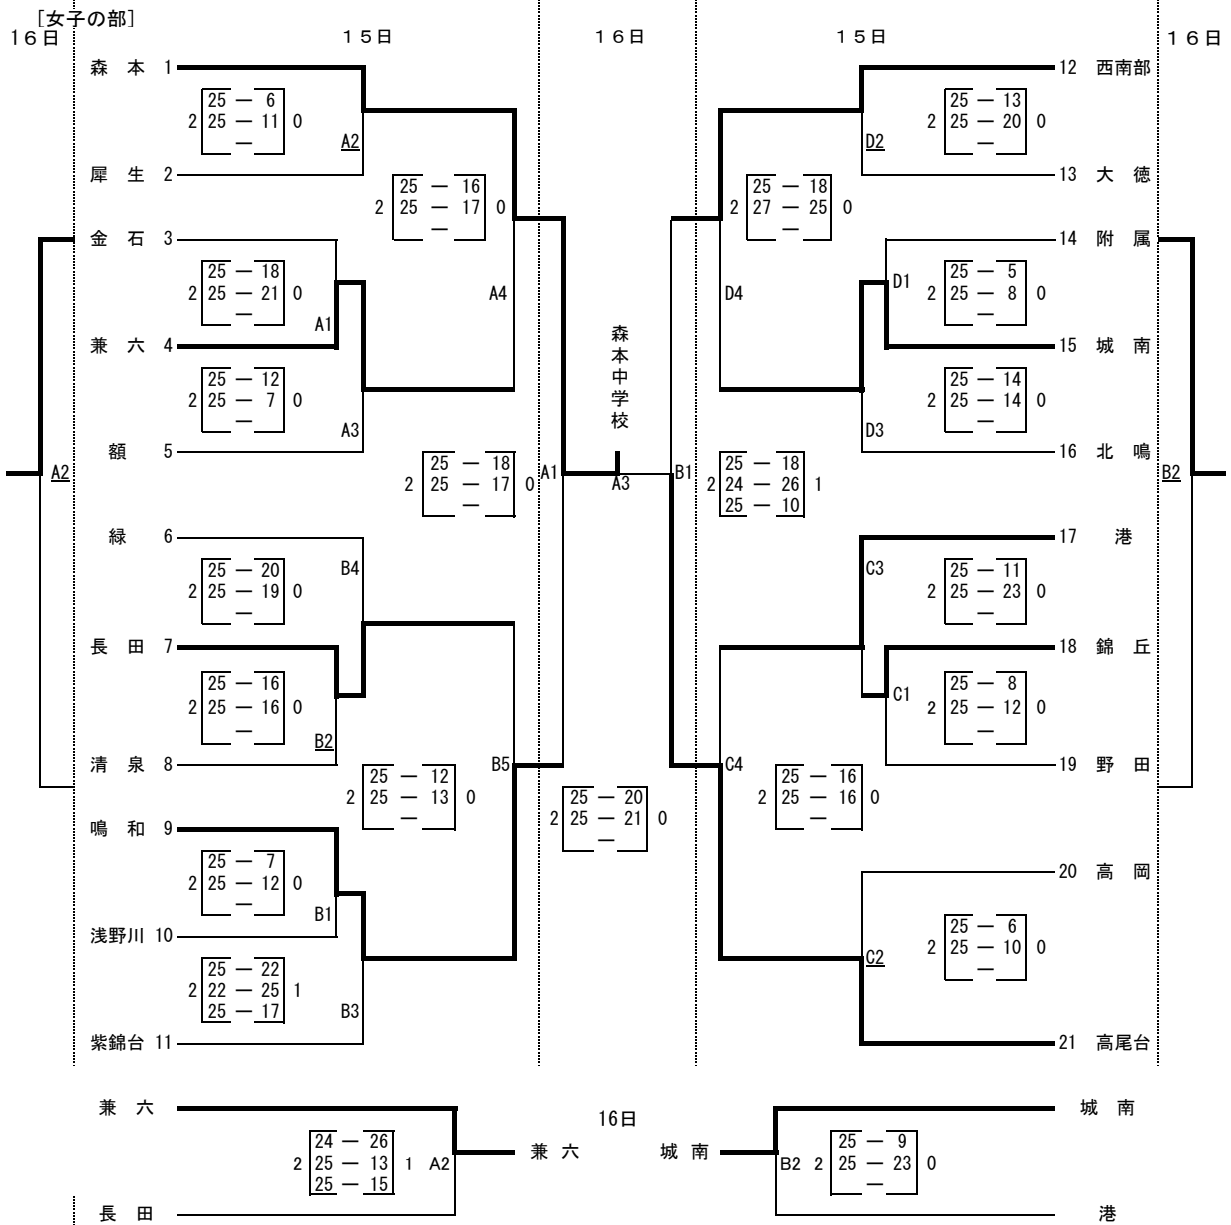 [女子の部]
16日
１５日
１６日
１５日
１６日
森 本 1
25 — 6
2 25 — 11 0
—
A2
犀 生 2
25 — 16
2 25 — 17 0
—
金 石 3
25 — 18
2 25 — 21 0
—
A1
A4
兼 六 4
25 — 12
2 25 — 7 0
—
A3
額 5
A2
25 — 18
2 25 — 17 0
—
A1
緑 6
25 — 20
2 25 — 19 0
—
B4
長 田 7
25 — 16
2 25 — 16 0
—
B2
清 泉 8
25 — 12
2 25 — 13 0
—
B5
鳴 和 9
25 — 7
2 25 — 12 0
—
B1
浅野川 10
25 — 22
2 22 — 25 1
25 — 17
B3
紫錦台 11
森本中学校
A3
25 — 20
2 25 — 21 0
—
12 西南部
25 — 13
2 25 — 20 0
—
D2
13 大 徳
25 — 18
2 27 — 25 0
—
14 附 属
D1
25 — 5
2 25 — 8 0
—
D4
15 城 南
25 — 14
2 25 — 14 0
—
D3
16 北 鳴
B1
25 — 18
2 24 — 26 1
25 — 10
B2
17 港
C3
25 — 11
2 25 — 23 0
—
18 錦 丘
C1
25 — 8
2 25 — 12 0
—
19 野 田
C4
25 — 16
2 25 — 16 0
—
20 高 岡
25 — 6
2 25 — 10 0
—
C2
21 高尾台
兼 六
24 — 26
2 25 — 13 1 A2
25 — 15
兼 六
長 田
16日
城 南
城 南
B2 2 25 — 9
25 — 23 0
—
港